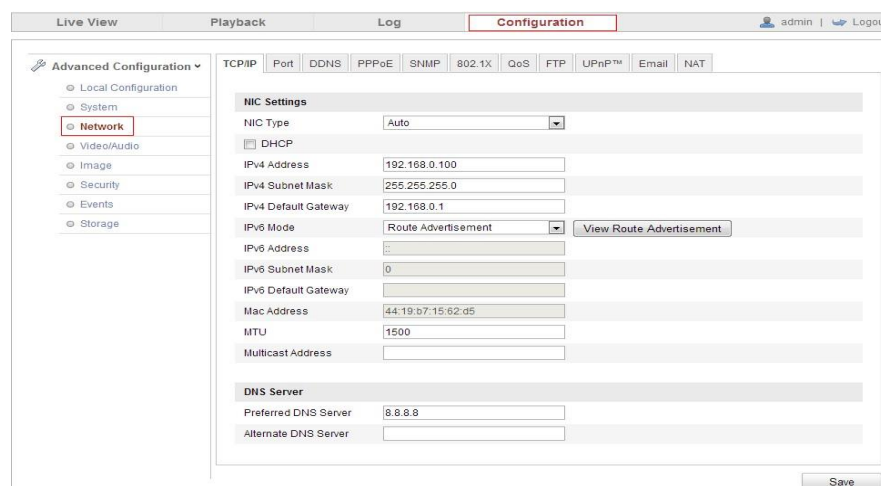 Live View Playback Log Configuration admin | Logou
Advanced Configuration
Local Configuration
System
Network
Video/Audio
Image
Security
Events
Storage
TCP/IP Port DDNS PPPoE SNMP 802.1X QoS FTP UPnP™ Email NAT
NIC Settings
NIC Type Auto
DHCP
IPv4 Address 192.168.0.100
IPv4 Subnet Mask 255.255.255.0
IPv4 Default Gateway 192.168.0.1
IPv6 Mode Route Advertisement View Route Advertisement
IPv6 Address ::
IPv6 Subnet Mask 0
IPv6 Default Gateway
Mac Address 44:19:b7:15:62:d5
MTU 1500
Multicast Address
DNS Server
Preferred DNS Server 8.8.8.8
Alternate DNS Server
Save